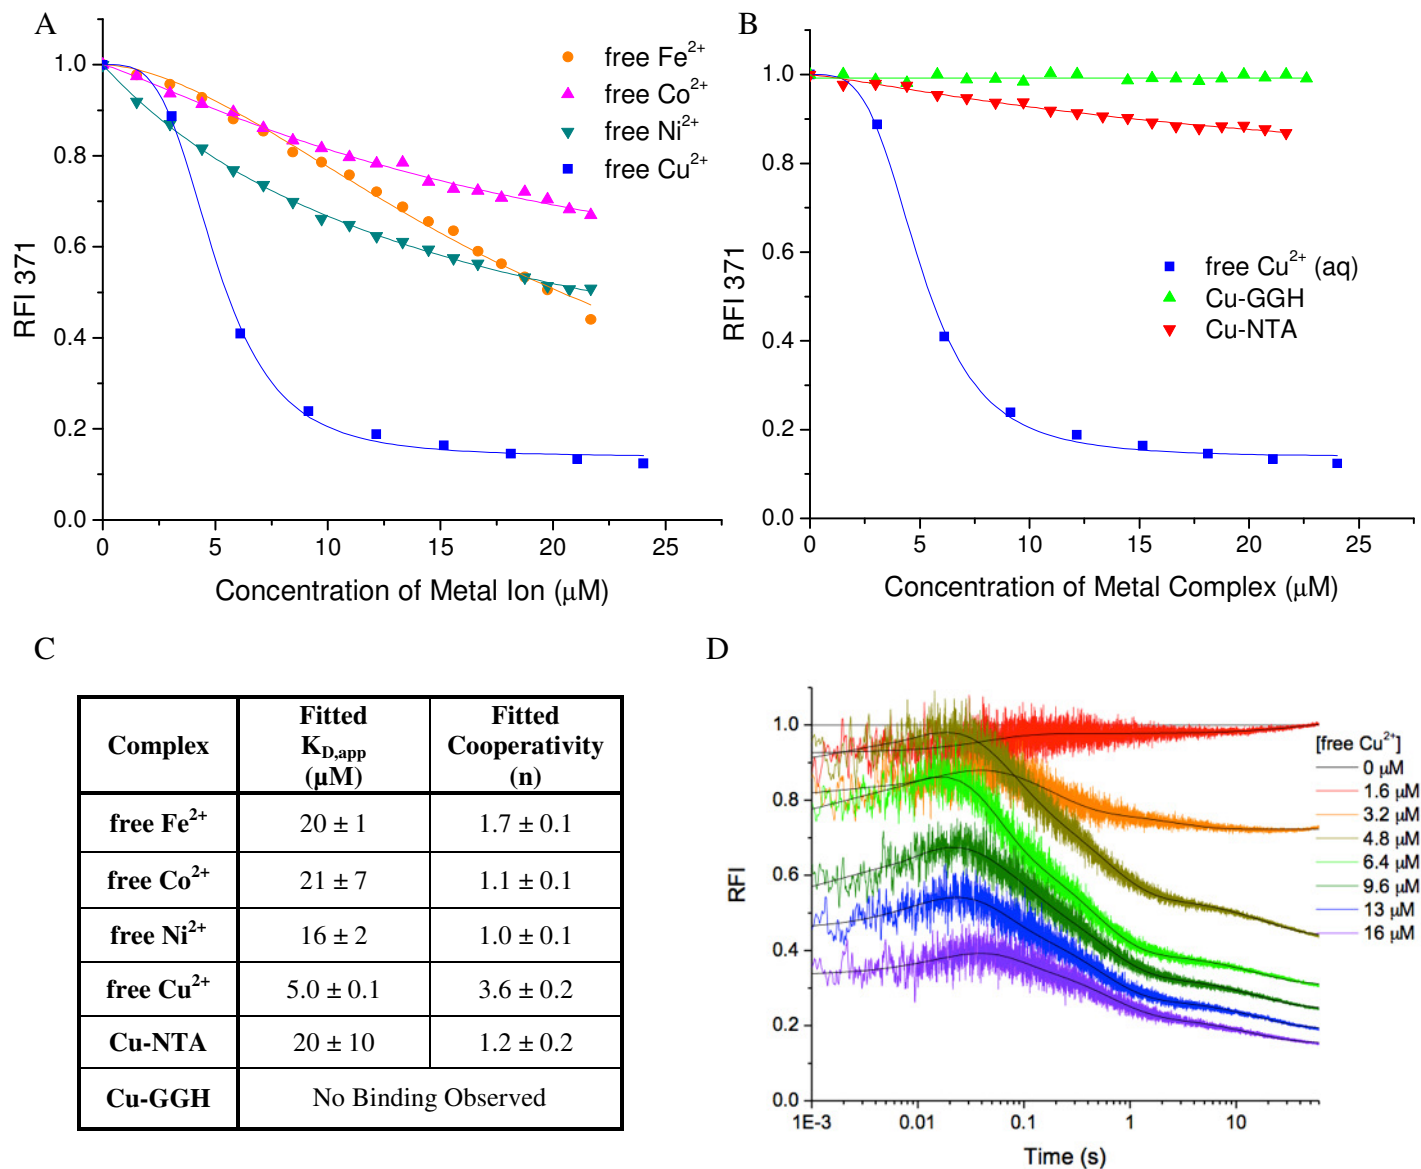 A
free Fe²⁺
free Co²⁺
free Ni²⁺
free Cu²⁺
1.0
0.8
0.6
0.4
0.2
0.0
RFI 371
0 5 10 15 20 25
Concentration of Metal Ion (µM)
B
1.0
0.8
0.6
0.4
0.2
0.0
RFI 371
free Cu²⁺ (aq)
Cu-GGH
Cu-NTA
0 5 10 15 20 25
Concentration of Metal Complex (µM)
C
Complex
Fitted
K_D,app
(µM)
Fitted
Cooperativity
(n)
free Fe²⁺ 20 ± 1 1.7 ± 0.1
free Co²⁺ 21 ± 7 1.1 ± 0.1
free Ni²⁺ 16 ± 2 1.0 ± 0.1
free Cu²⁺ 5.0 ± 0.1 3.6 ± 0.2
Cu-NTA 20 ± 10 1.2 ± 0.2
Cu-GGH No Binding Observed
D
1.0
0.8
0.6
0.4
0.2
0.0
RFI
[free Cu²⁺]
0 µM
1.6 µM
3.2 µM
4.8 µM
6.4 µM
9.6 µM
13 µM
16 µM
1E-3 0.01 0.1 1 10
Time (s)